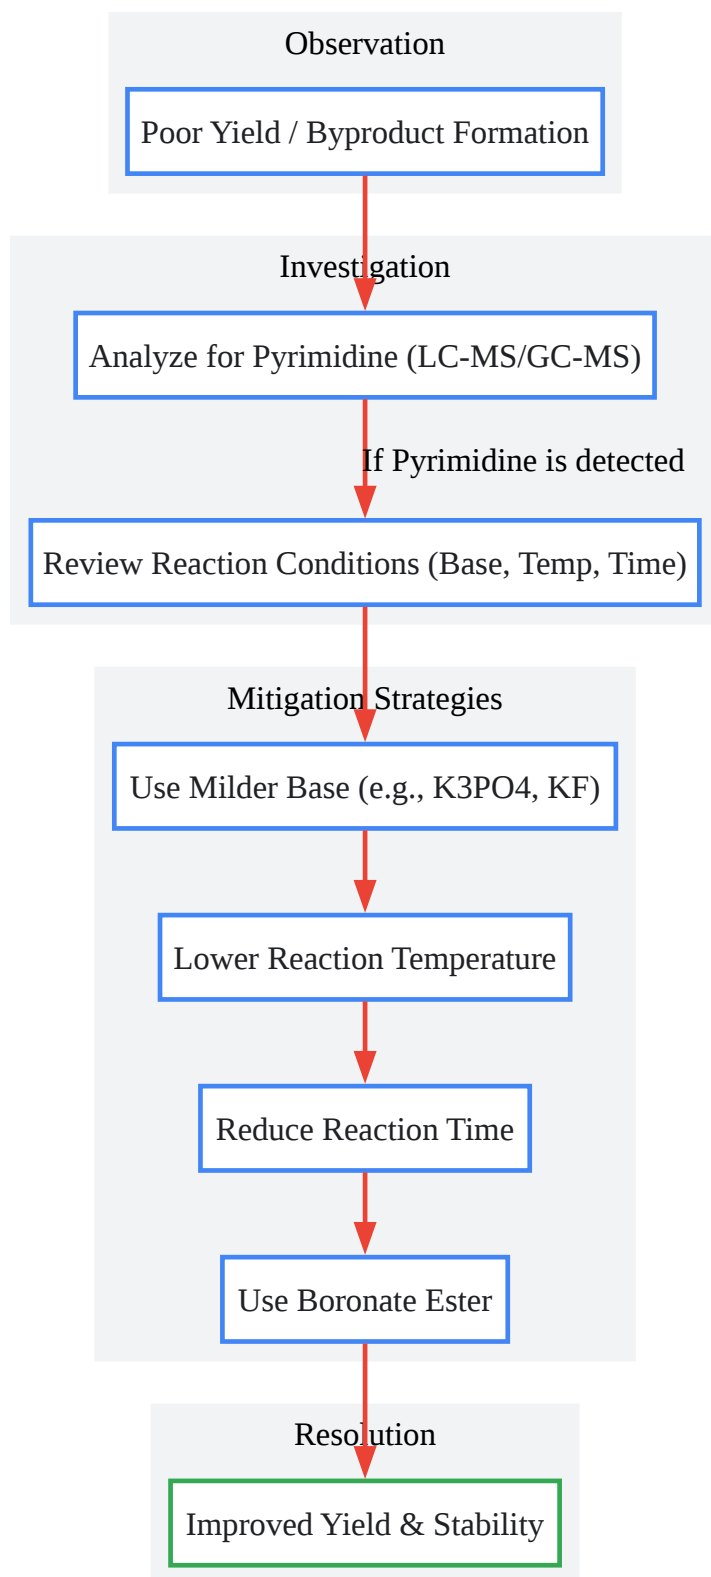 Observation
Poor Yield / Byproduct Formation
Investigation
Analyze for Pyrimidine (LC-MS/GC-MS)
If Pyrimidine is detected
Review Reaction Conditions (Base, Temp, Time)
Mitigation Strategies
Use Milder Base (e.g., K3PO4, KF)
Lower Reaction Temperature
Reduce Reaction Time
Use Boronate Ester
Resolution
Improved Yield & Stability